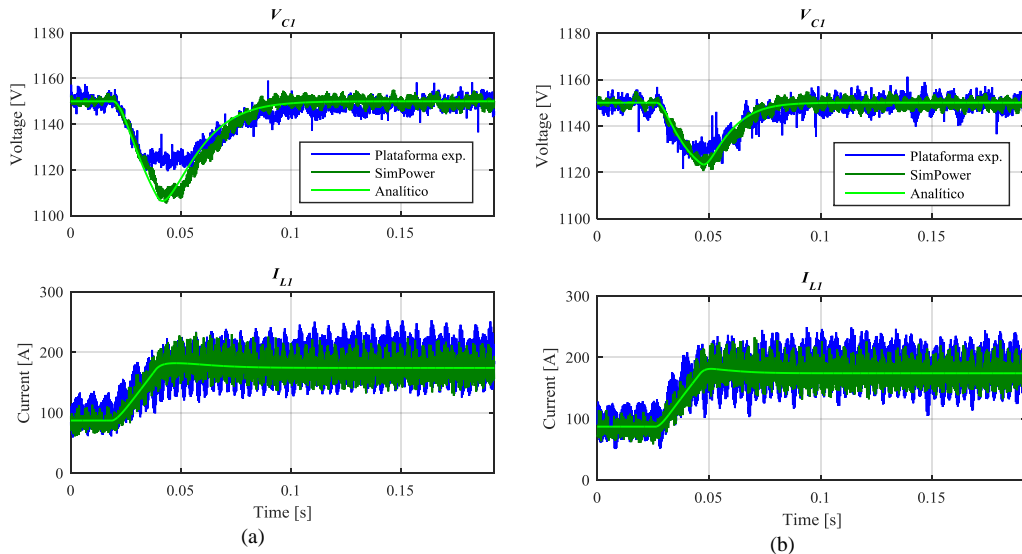 V_C1
1180
1160
1140
1120
1100
Voltage [V]
0
0.05
0.1
0.15
Plataforma exp.
SimPower
Analítico
I_L1
300
200
100
0
Current [A]
0
0.05
0.1
0.15
Time [s]
(a)
V_C1
1180
1160
1140
1120
1100
Voltage [V]
0
0.05
0.1
0.15
Plataforma exp.
SimPower
Analítico
I_L1
300
200
100
0
Current [A]
0
0.05
0.1
0.15
Time [s]
(b)